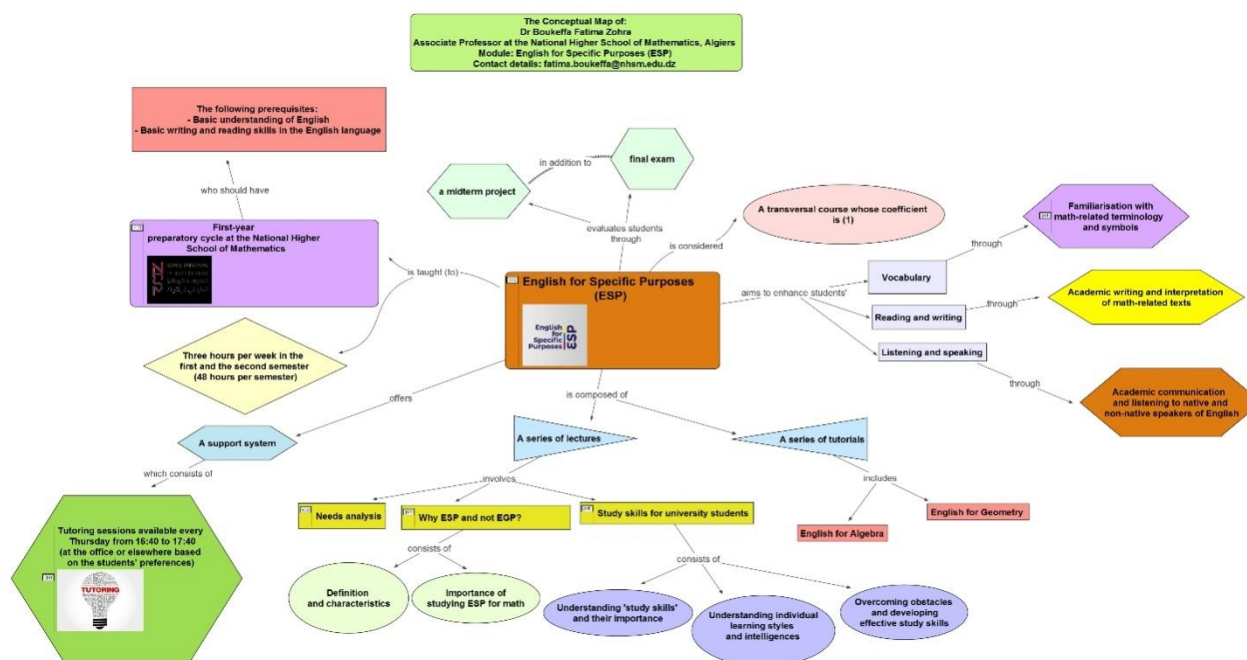 The Conceptual Map of:
Dr Boukeffa Fatima Zohra
Associate Professor at the National Higher School of Mathematics, Algiers
Module: English for Specific Purposes (ESP)
Contact details: fatima.boukeffa@nhsm.edu.dz
The following prerequisites:
- Basic understanding of English
- Basic writing and reading skills in the English language
who should have
First-year
preparatory cycle at the National Higher
School of Mathematics
is taught (to)
Three hours per week in the
first and the second semester
(48 hours per semester)
a midterm project
in addition to
final exam
evaluates students
through
is considered
A transversal course whose coefficient
is (1)
English for Specific Purposes
(ESP)
English
for
Specific
Purposes
ESP
aims to enhance students'
Vocabulary
through
Familiarisation with
math-related terminology
and symbols
Reading and writing
through
Academic writing and interpretation
of math-related texts
Listening and speaking
through
Academic communication
and listening to native and
non-native speakers of English
offers
A support system
which consists of
Tutoring sessions available every
Thursday from 16:40 to 17:40
(at the office or elsewhere based
on the students' preferences)
TUTORING
is composed of
A series of lectures
A series of tutorials
involves
Needs analysis
Why ESP and not EGP?
Study skills for university students
consists of
Definition
and characteristics
Importance of
studying ESP for math
consists of
Understanding 'study skills'
and their importance
Understanding individual
learning styles
and intelligences
Overcoming obstacles
and developing
effective study skills
includes
English for Algebra
English for Geometry